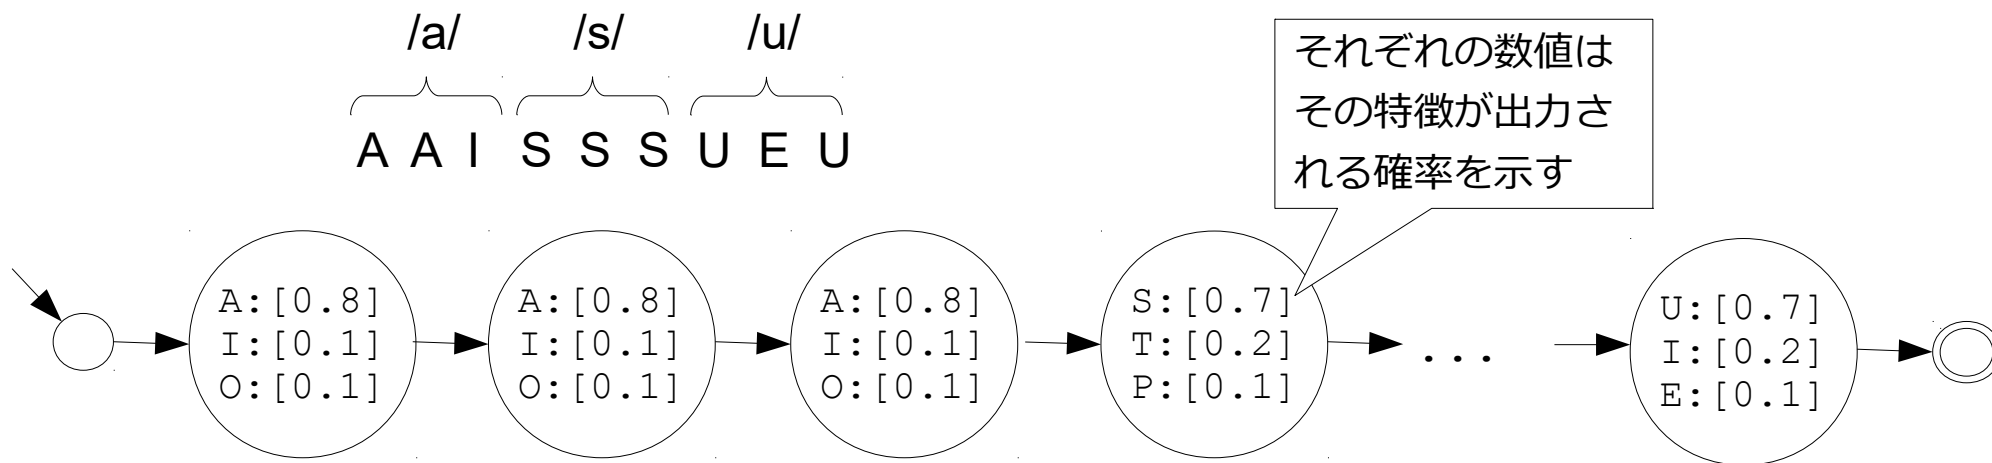 /a/ /s/ /u/
A A I S S S U E U
それぞれの数値は
その特徴が出力さ
れる確率を示す
A:[0.8]
I:[0.1]
O:[0.1]
A:[0.8]
I:[0.1]
O:[0.1]
A:[0.8]
I:[0.1]
O:[0.1]
S:[0.7]
T:[0.2]
P:[0.1]
...
U:[0.7]
I:[0.2]
E:[0.1]